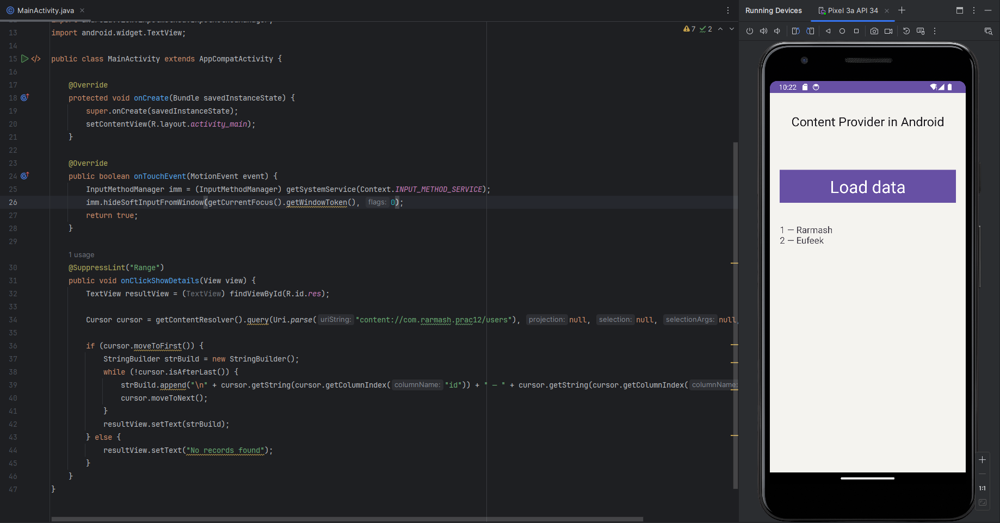 MainActivity.java
Running Devices
Pixel 3a API 34
7
2
13 import android.widget.TextView;
14
15 public class MainActivity extends AppCompatActivity {
16
17 @Override
18 protected void onCreate(Bundle savedInstanceState) {
19 super.onCreate(savedInstanceState);
20 setContentView(R.layout.activity_main);
21 }
22
23 @Override
24 public boolean onTouchEvent(MotionEvent event) {
25 InputMethodManager imm = (InputMethodManager) getSystemService(Context.INPUT_METHOD_SERVICE);
26 imm.hideSoftInputFromWindow(getCurrentFocus().getWindowToken(), flags: 0);
27 return true;
28 }
29
1 usage
30 @SuppressLint("Range")
31 public void onClickShowDetails(View view) {
32 TextView resultView = (TextView) findViewById(R.id.res);
33
34 Cursor cursor = getContentResolver().query(Uri.parse( uriString: "content://com.rarmash.prac12/users"), projection: null, selection: null, selectionArgs: null,
35
36 if (cursor.moveToFirst()) {
37 StringBuilder strBuild = new StringBuilder();
38 while (!cursor.isAfterLast()) {
39 strBuild.append("\n" + cursor.getString(cursor.getColumnIndex( columnName: "id")) + " — " + cursor.getString(cursor.getColumnIndex( columnName:
40 cursor.moveToNext();
41 }
42 resultView.setText(strBuild);
43 } else {
44 resultView.setText("No records found");
45 }
46 }
47 }
10:22
Content Provider in Android
Load data
1 — Rarmash
2 — Eufeek
1:1